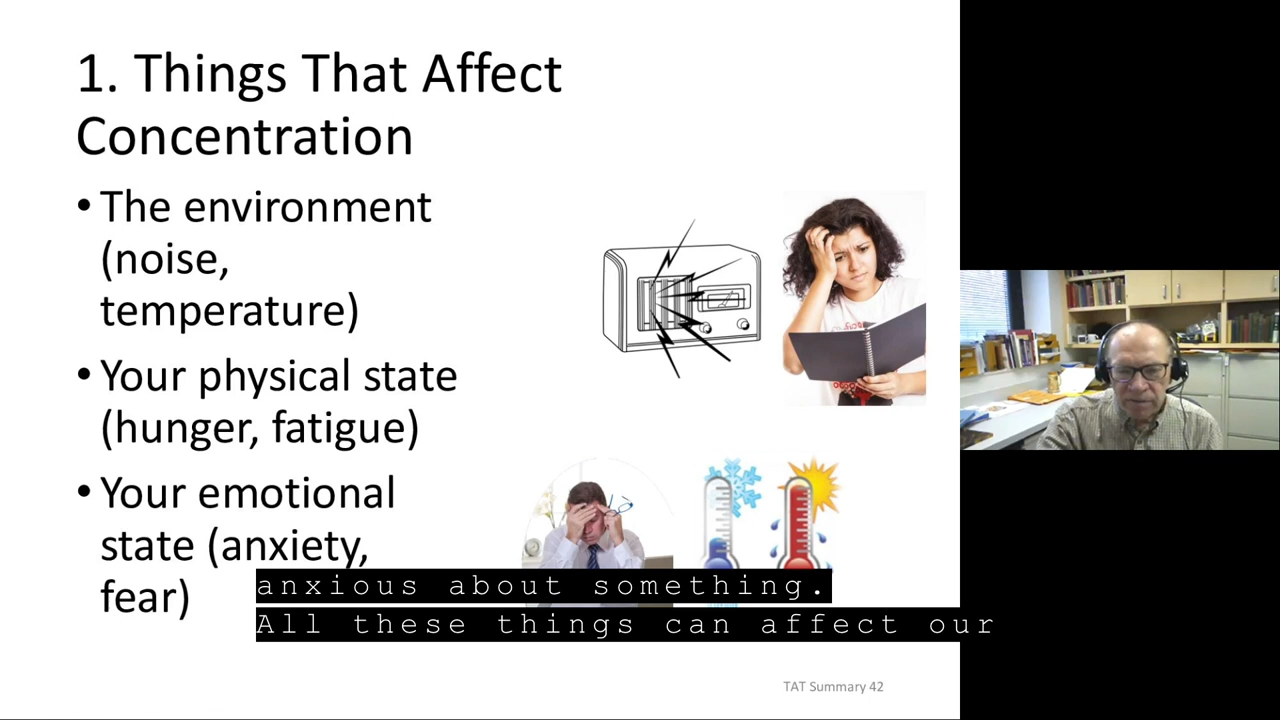 1. Things That Affect
Concentration
• The environment
(noise,
temperature)
• Your physical state
(hunger, fatigue)
• Your emotional
state (anxiety,
fear)
anxious about something.
All these things can affect our
TAT Summary 42